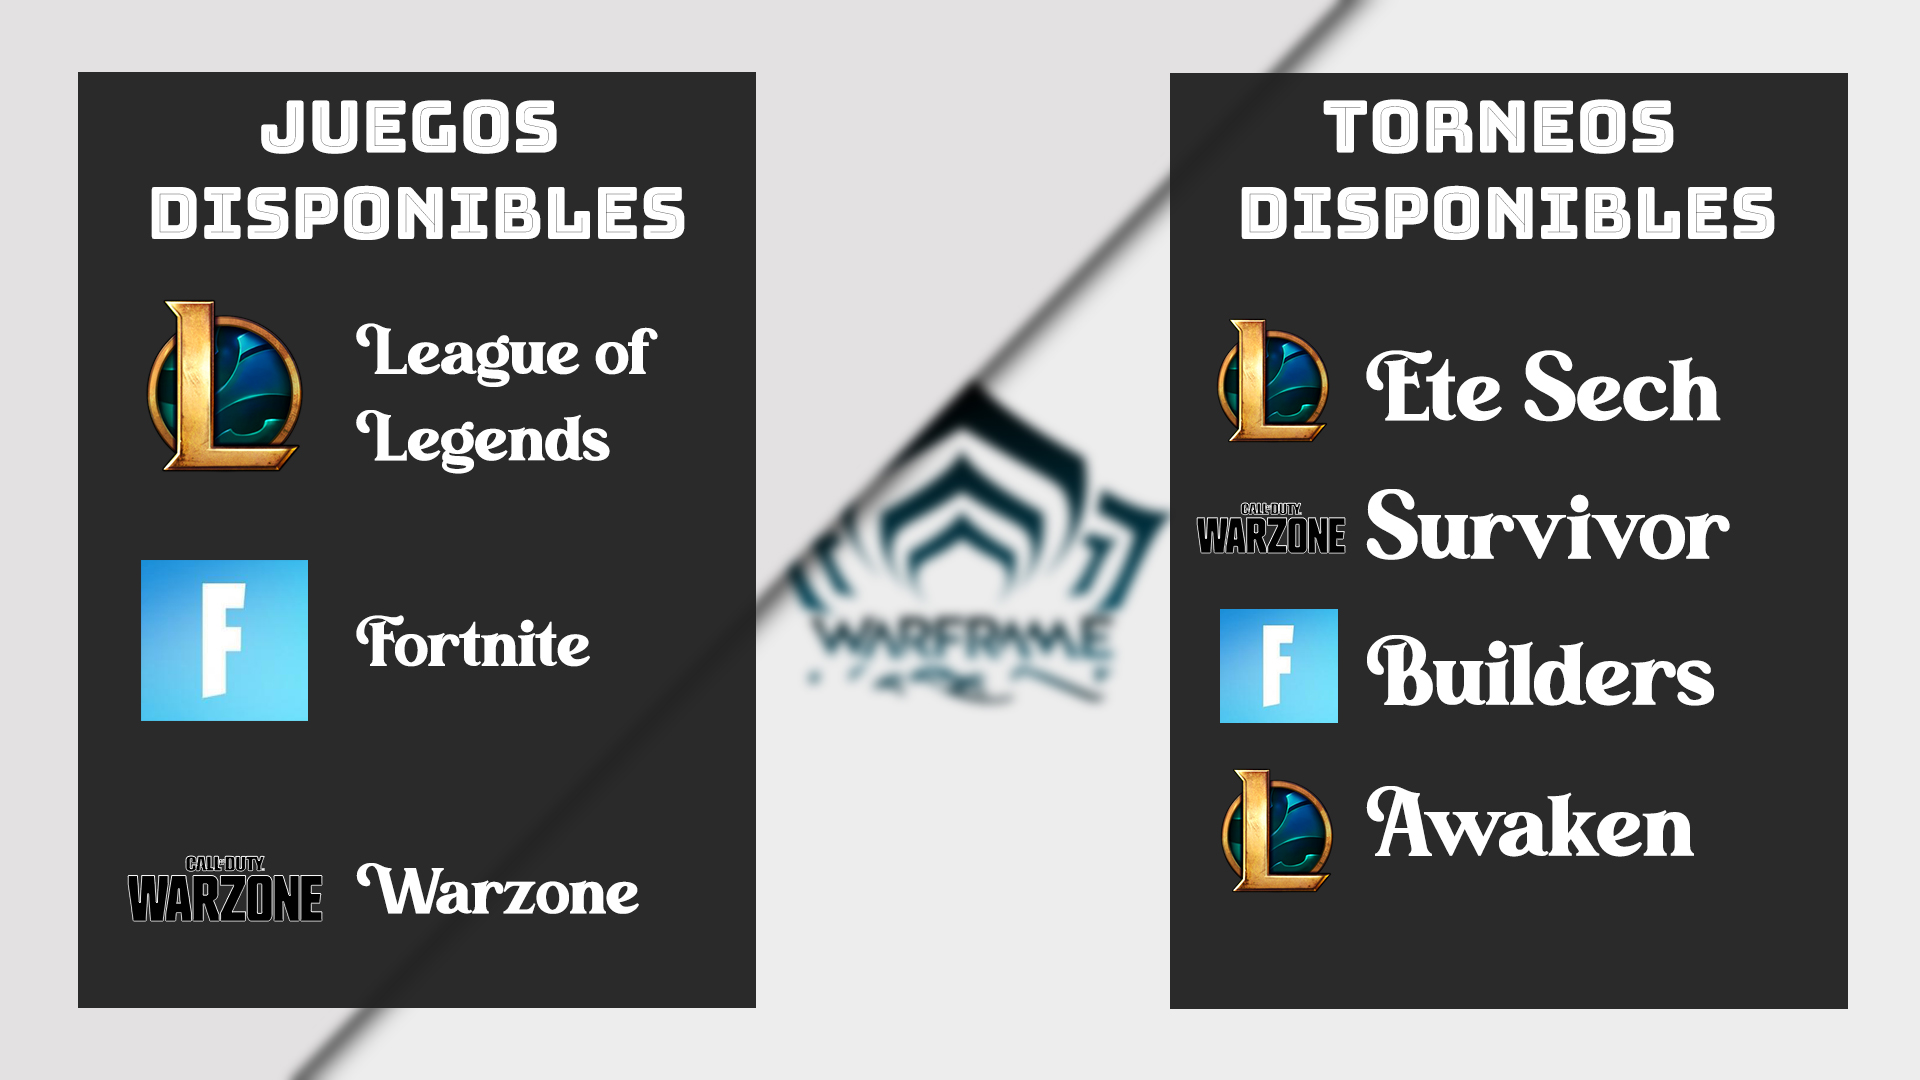 JUEGOS
DISPONIBLES
League of
Legends
F
Fortnite
CALL OF DUTY.
WARZONE
Warzone
WARFRAME
TORNEOS
DISPONIBLES
Ete Sech
CALL OF DUTY.
WARZONE
Survivor
F
Builders
Awaken